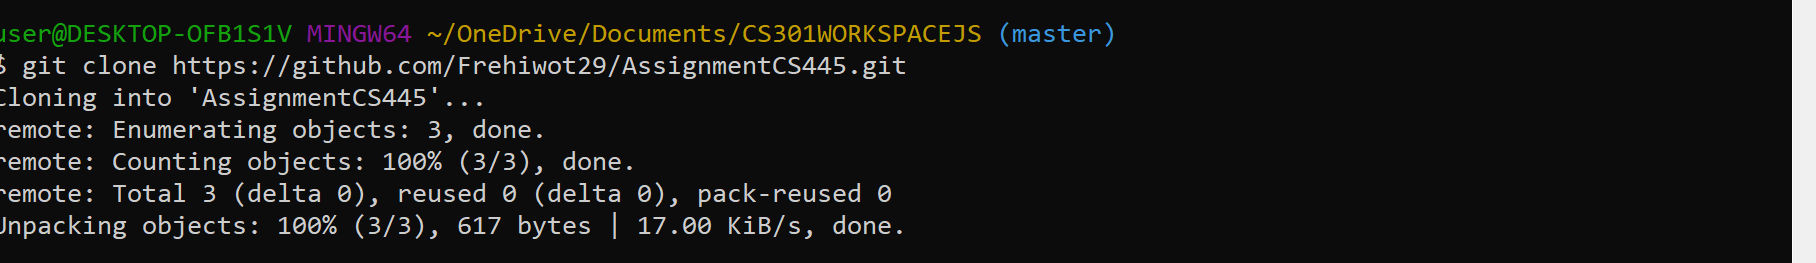 user@DESKTOP-OFB1S1V MINGW64 ~/OneDrive/Documents/CS301WORKSPACEJS (master)
$ git clone https://github.com/Frehiwot29/AssignmentCS445.git
Cloning into 'AssignmentCS445'...
remote: Enumerating objects: 3, done.
remote: Counting objects: 100% (3/3), done.
remote: Total 3 (delta 0), reused 0 (delta 0), pack-reused 0
Unpacking objects: 100% (3/3), 617 bytes | 17.00 KiB/s, done.